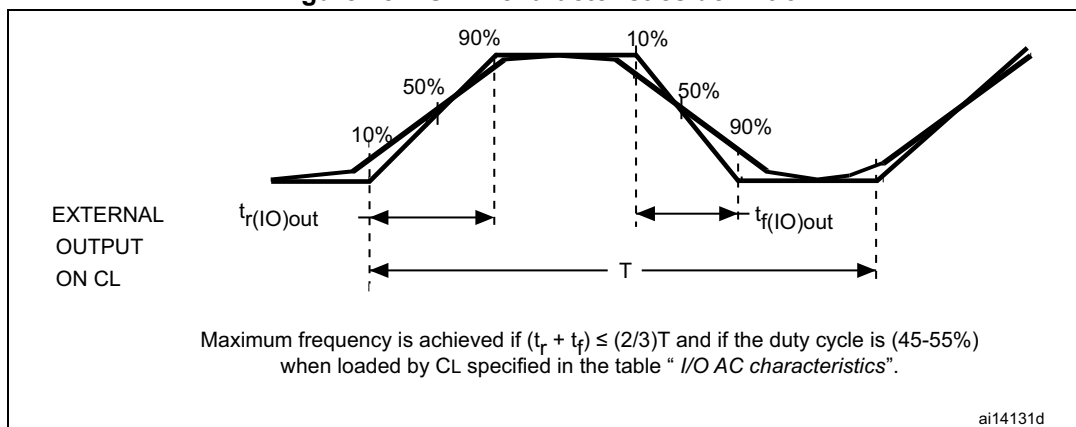 90%
10%
50%
50%
10%
90%
EXTERNAL
OUTPUT
ON CL
tr(IO)out
tf(IO)out
T
Maximum frequency is achieved if (tr + tf) ≤ (2/3)T and if the duty cycle is (45-55%)
when loaded by CL specified in the table “ I/O AC characteristics”.
ai14131d